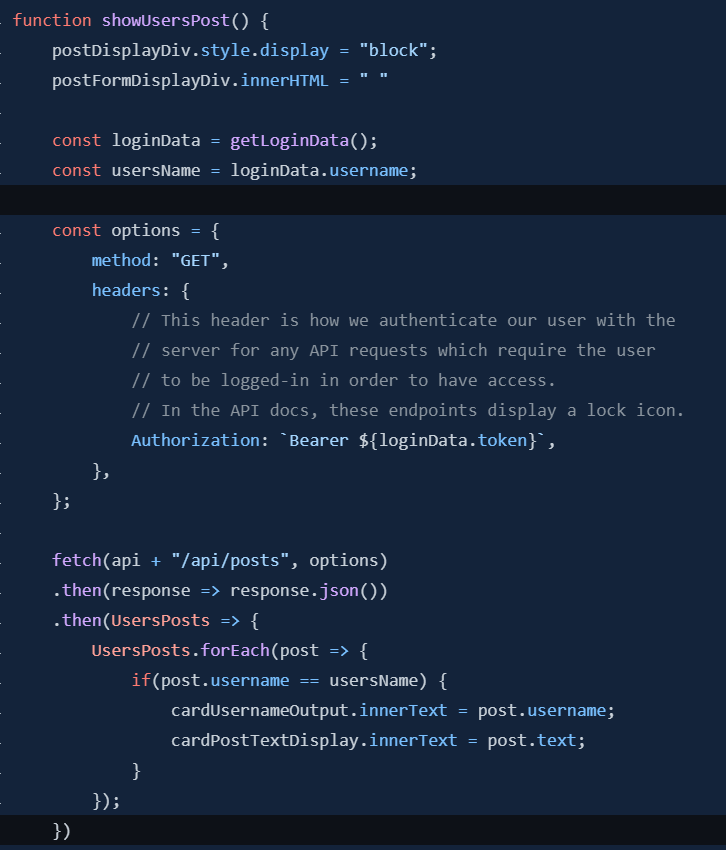 function showUsersPost() {
    postDisplayDiv.style.display = "block";
    postFormDisplayDiv.innerHTML = " "

    const loginData = getLoginData();
    const usersName = loginData.username;

    const options = {
        method: "GET",
        headers: {
            // This header is how we authenticate our user with the
            // server for any API requests which require the user
            // to be logged-in in order to have access.
            // In the API docs, these endpoints display a lock icon.
            Authorization: `Bearer ${loginData.token}`,
        },
    };

    fetch(api + "/api/posts", options)
    .then(response => response.json())
    .then(UsersPosts => {
        UsersPosts.forEach(post => {
            if(post.username == usersName) {
                cardUsernameOutput.innerText = post.username;
                cardPostTextDisplay.innerText = post.text;
            }
        });
    })